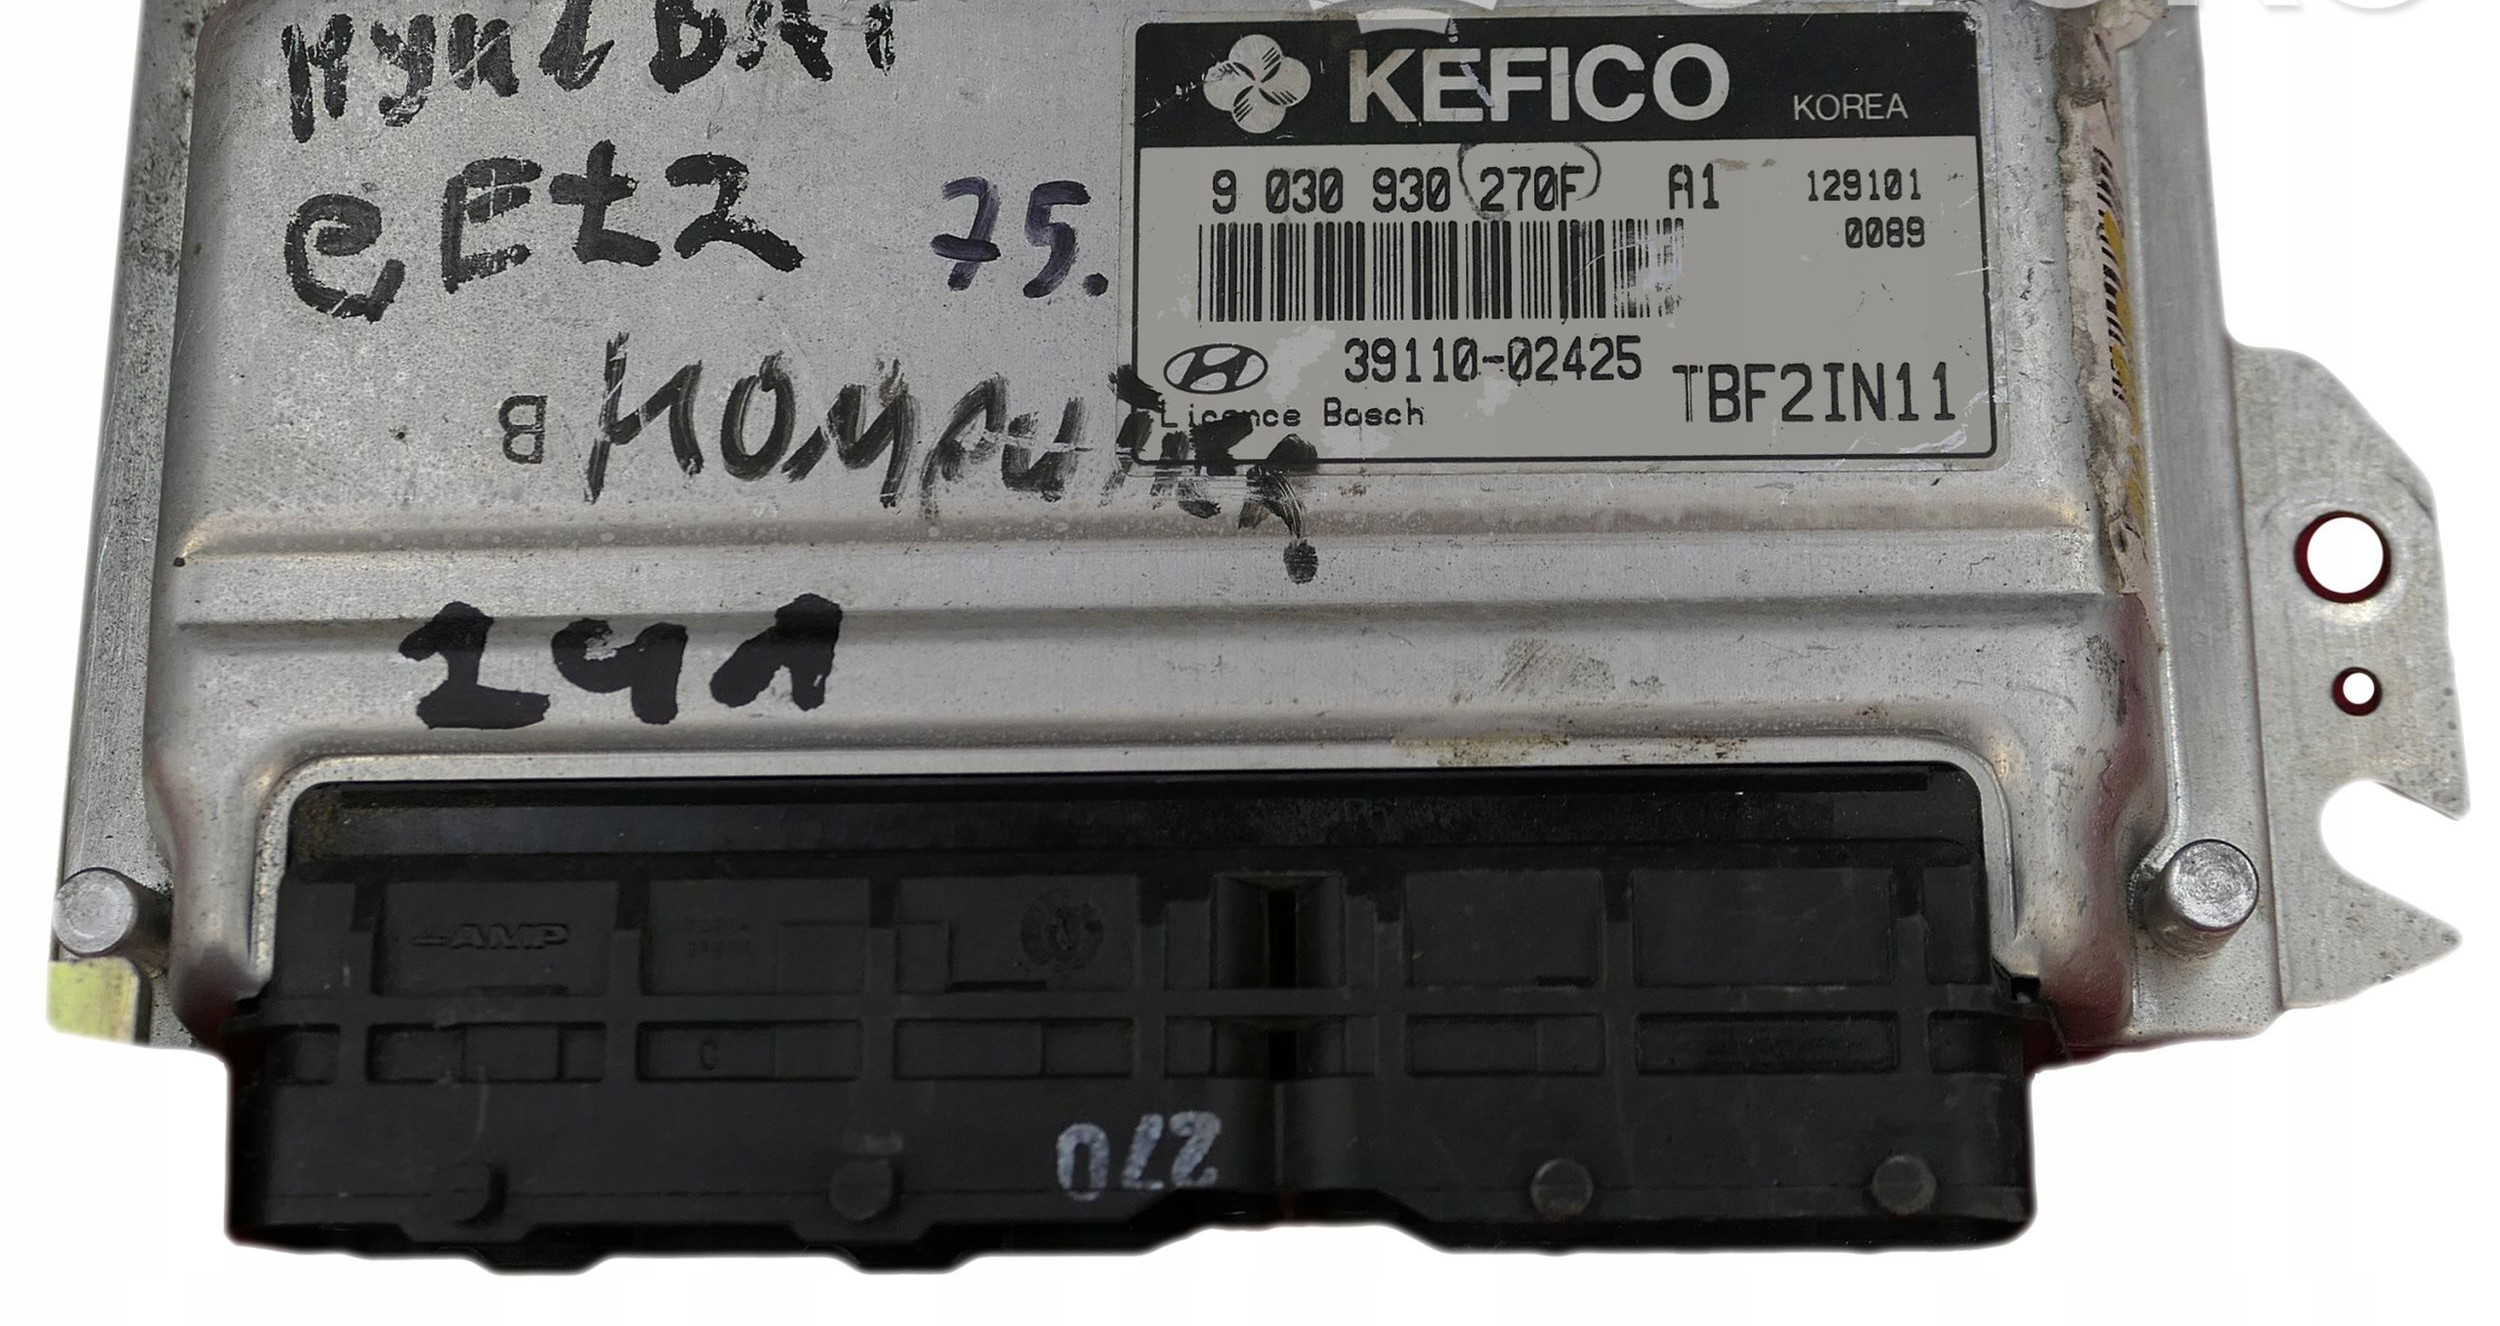 HyundAI
KEFICO
KOREA
9 030 930 270F A1 129101
0089
gEtz 75.
39110-02425
TBF2IN11
Licence Bosch
B
AMP
C
270